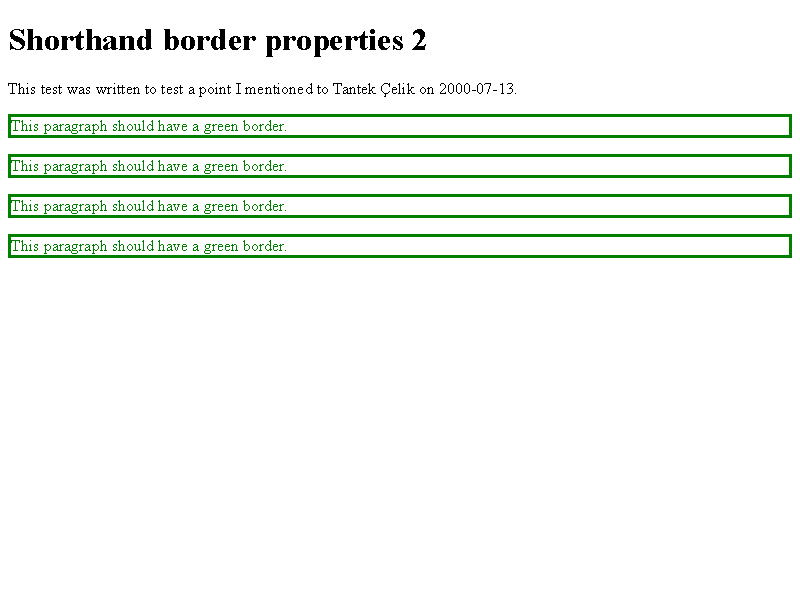 Shorthand border properties 2
This test was written to test a point I mentioned to Tantek Çelik on 2000-07-13.
This paragraph should have a green border.
This paragraph should have a green border.
This paragraph should have a green border.
This paragraph should have a green border.